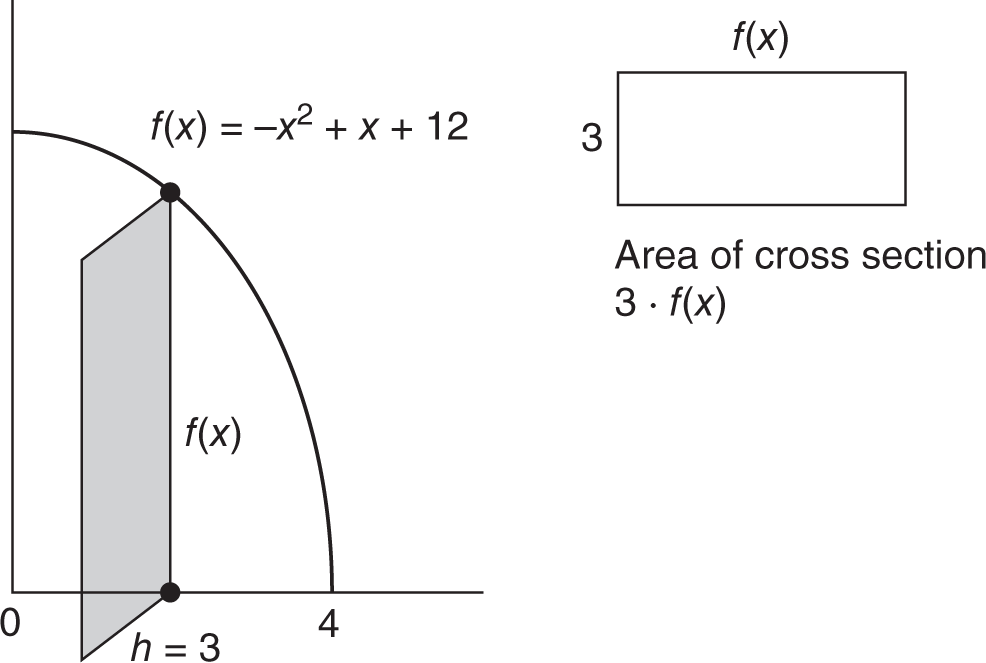 f(x) = –x² + x + 12
f(x)
0
4
h = 3
f(x)
3
Area of cross section
3 · f(x)